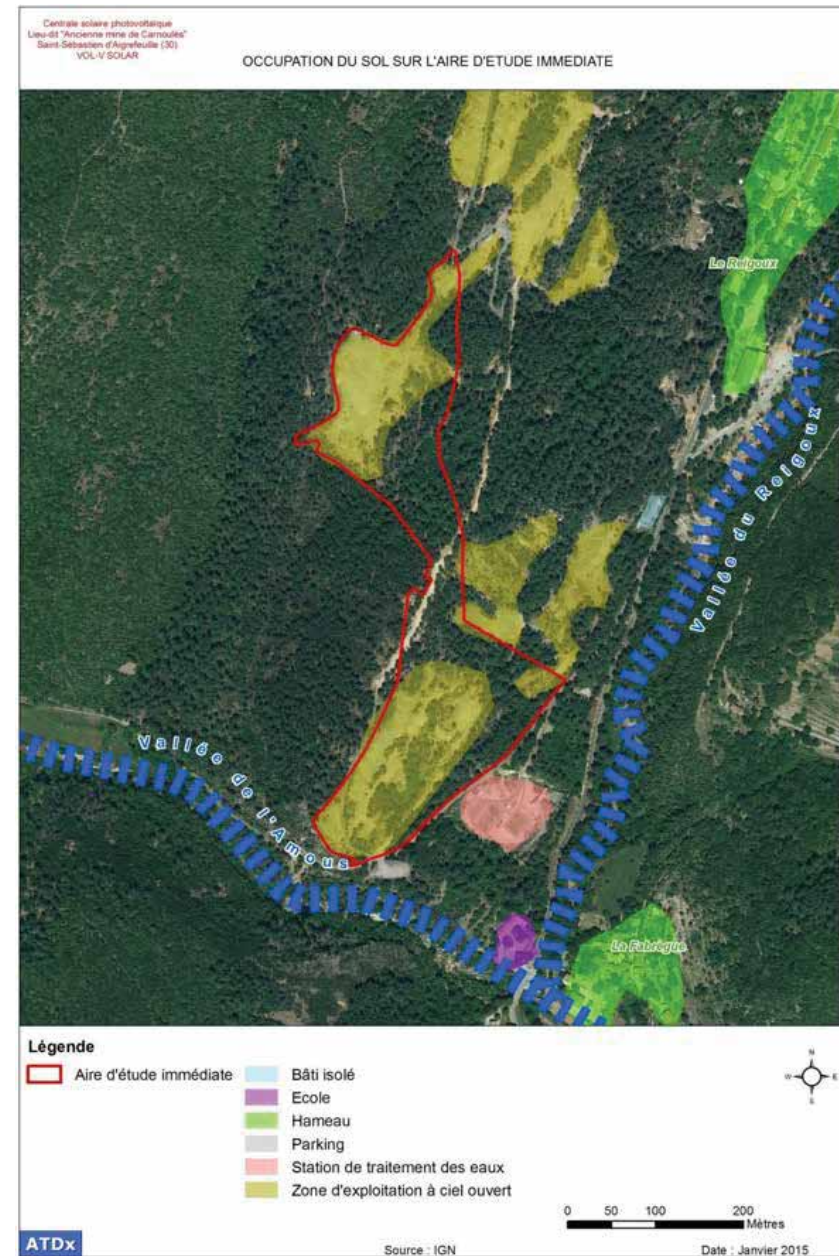 Centrale solaire photovoltaïque
Lieu-dit "Ancienne mine de Carnoulès"
Saint-Sébastien d'Aigrefeuille (30)
VOL-V SOLAR
OCCUPATION DU SOL SUR L'AIRE D'ETUDE IMMEDIATE
Le Reigoux
Vallée du Reigoux
Vallée de l'Amous
La Fabrègue
Légende
Aire d'étude immédiate
Bâti isolé
Ecole
Hameau
Parking
Station de traitement des eaux
Zone d'exploitation à ciel ouvert
N
W E
S
0 50 100 200
Mètres
ATDx
Source : IGN
Date : Janvier 2015